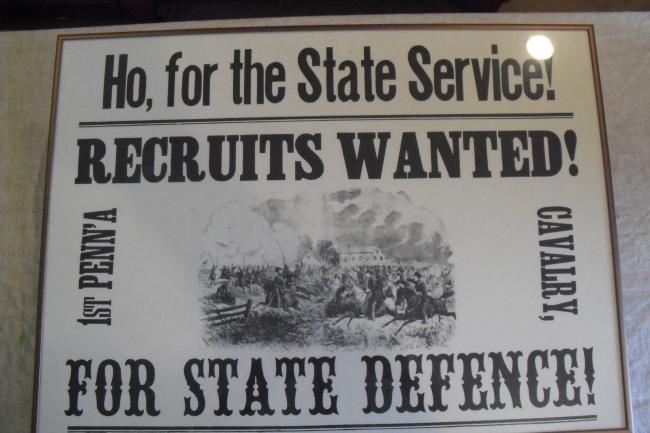 Ho, for the State Service!
RECRUITS WANTED!
1ST PENN'A
CAVALRY,
FOR STATE DEFENCE!